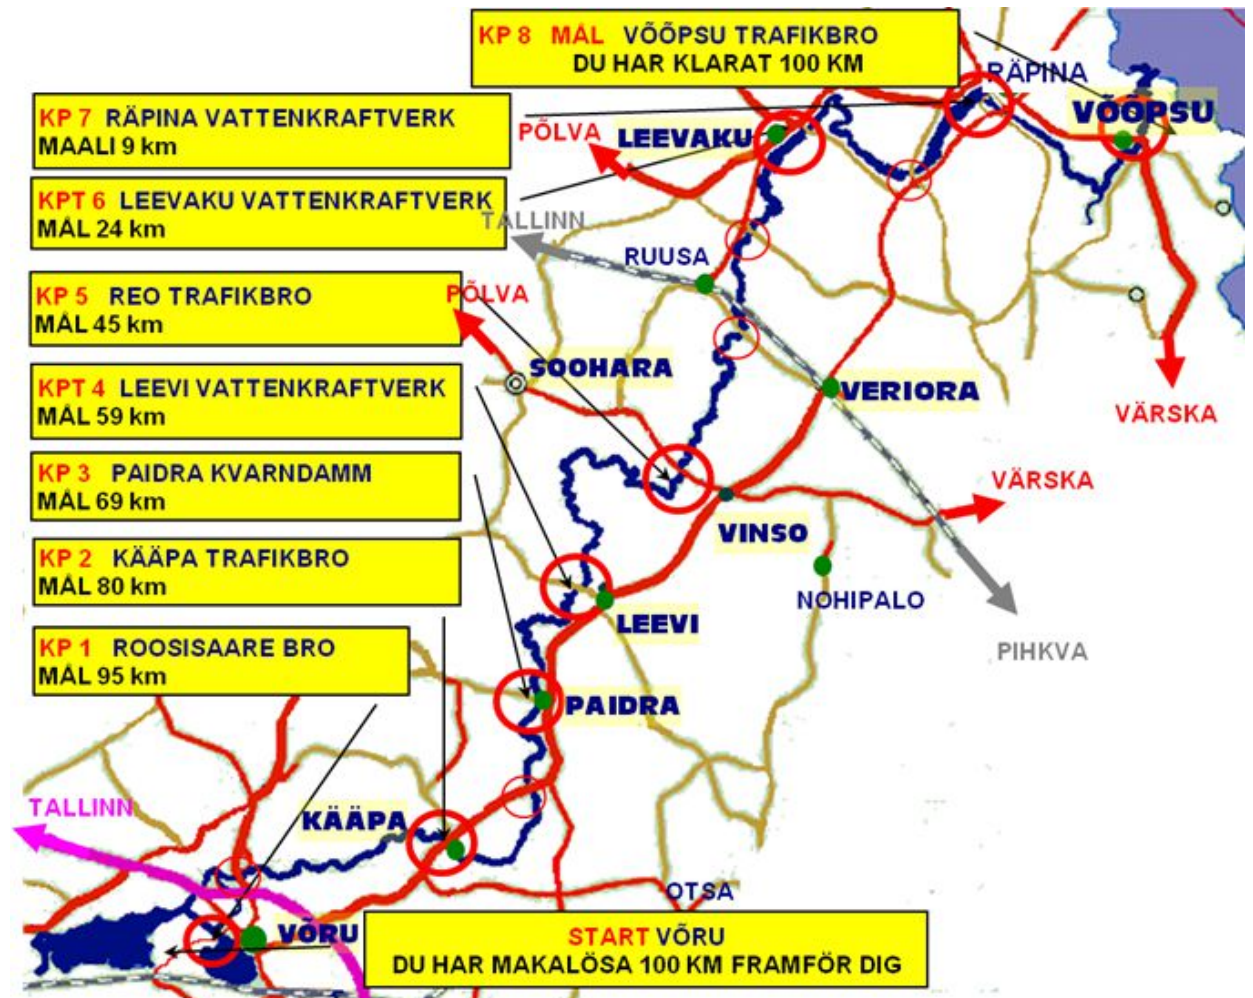 KP 8 MÅL VÕÕPSU TRAFIKBRO
DU HAR KLARAT 100 KM
RÄPINA
VÕÕPSU
KP 7 RÄPINA VATTENKRAFTVERK
MAALI 9 km
PÕLVA
LEEVAKU
KPT 6 LEEVAKU VATTENKRAFTVERK
MÅL 24 km
TALLINN
RUUSA
KP 5 REO TRAFIKBRO
MÅL 45 km
PÕLVA
SOOHARA
KPT 4 LEEVI VATTENKRAFTVERK
MÅL 59 km
VERIORA
VÄRSKA
KP 3 PAIDRA KVARNDAMM
MÅL 69 km
VÄRSKA
VINSO
KP 2 KÄÄPA TRAFIKBRO
MÅL 80 km
NOHIPALO
LEEVI
PIHKVA
KP 1 ROOSISAARE BRO
MÅL 95 km
PAIDRA
TALLINN
KÄÄPA
OTSA
VÕRU
START VÕRU
DU HAR MAKALÖSA 100 KM FRAMFÖR DIG